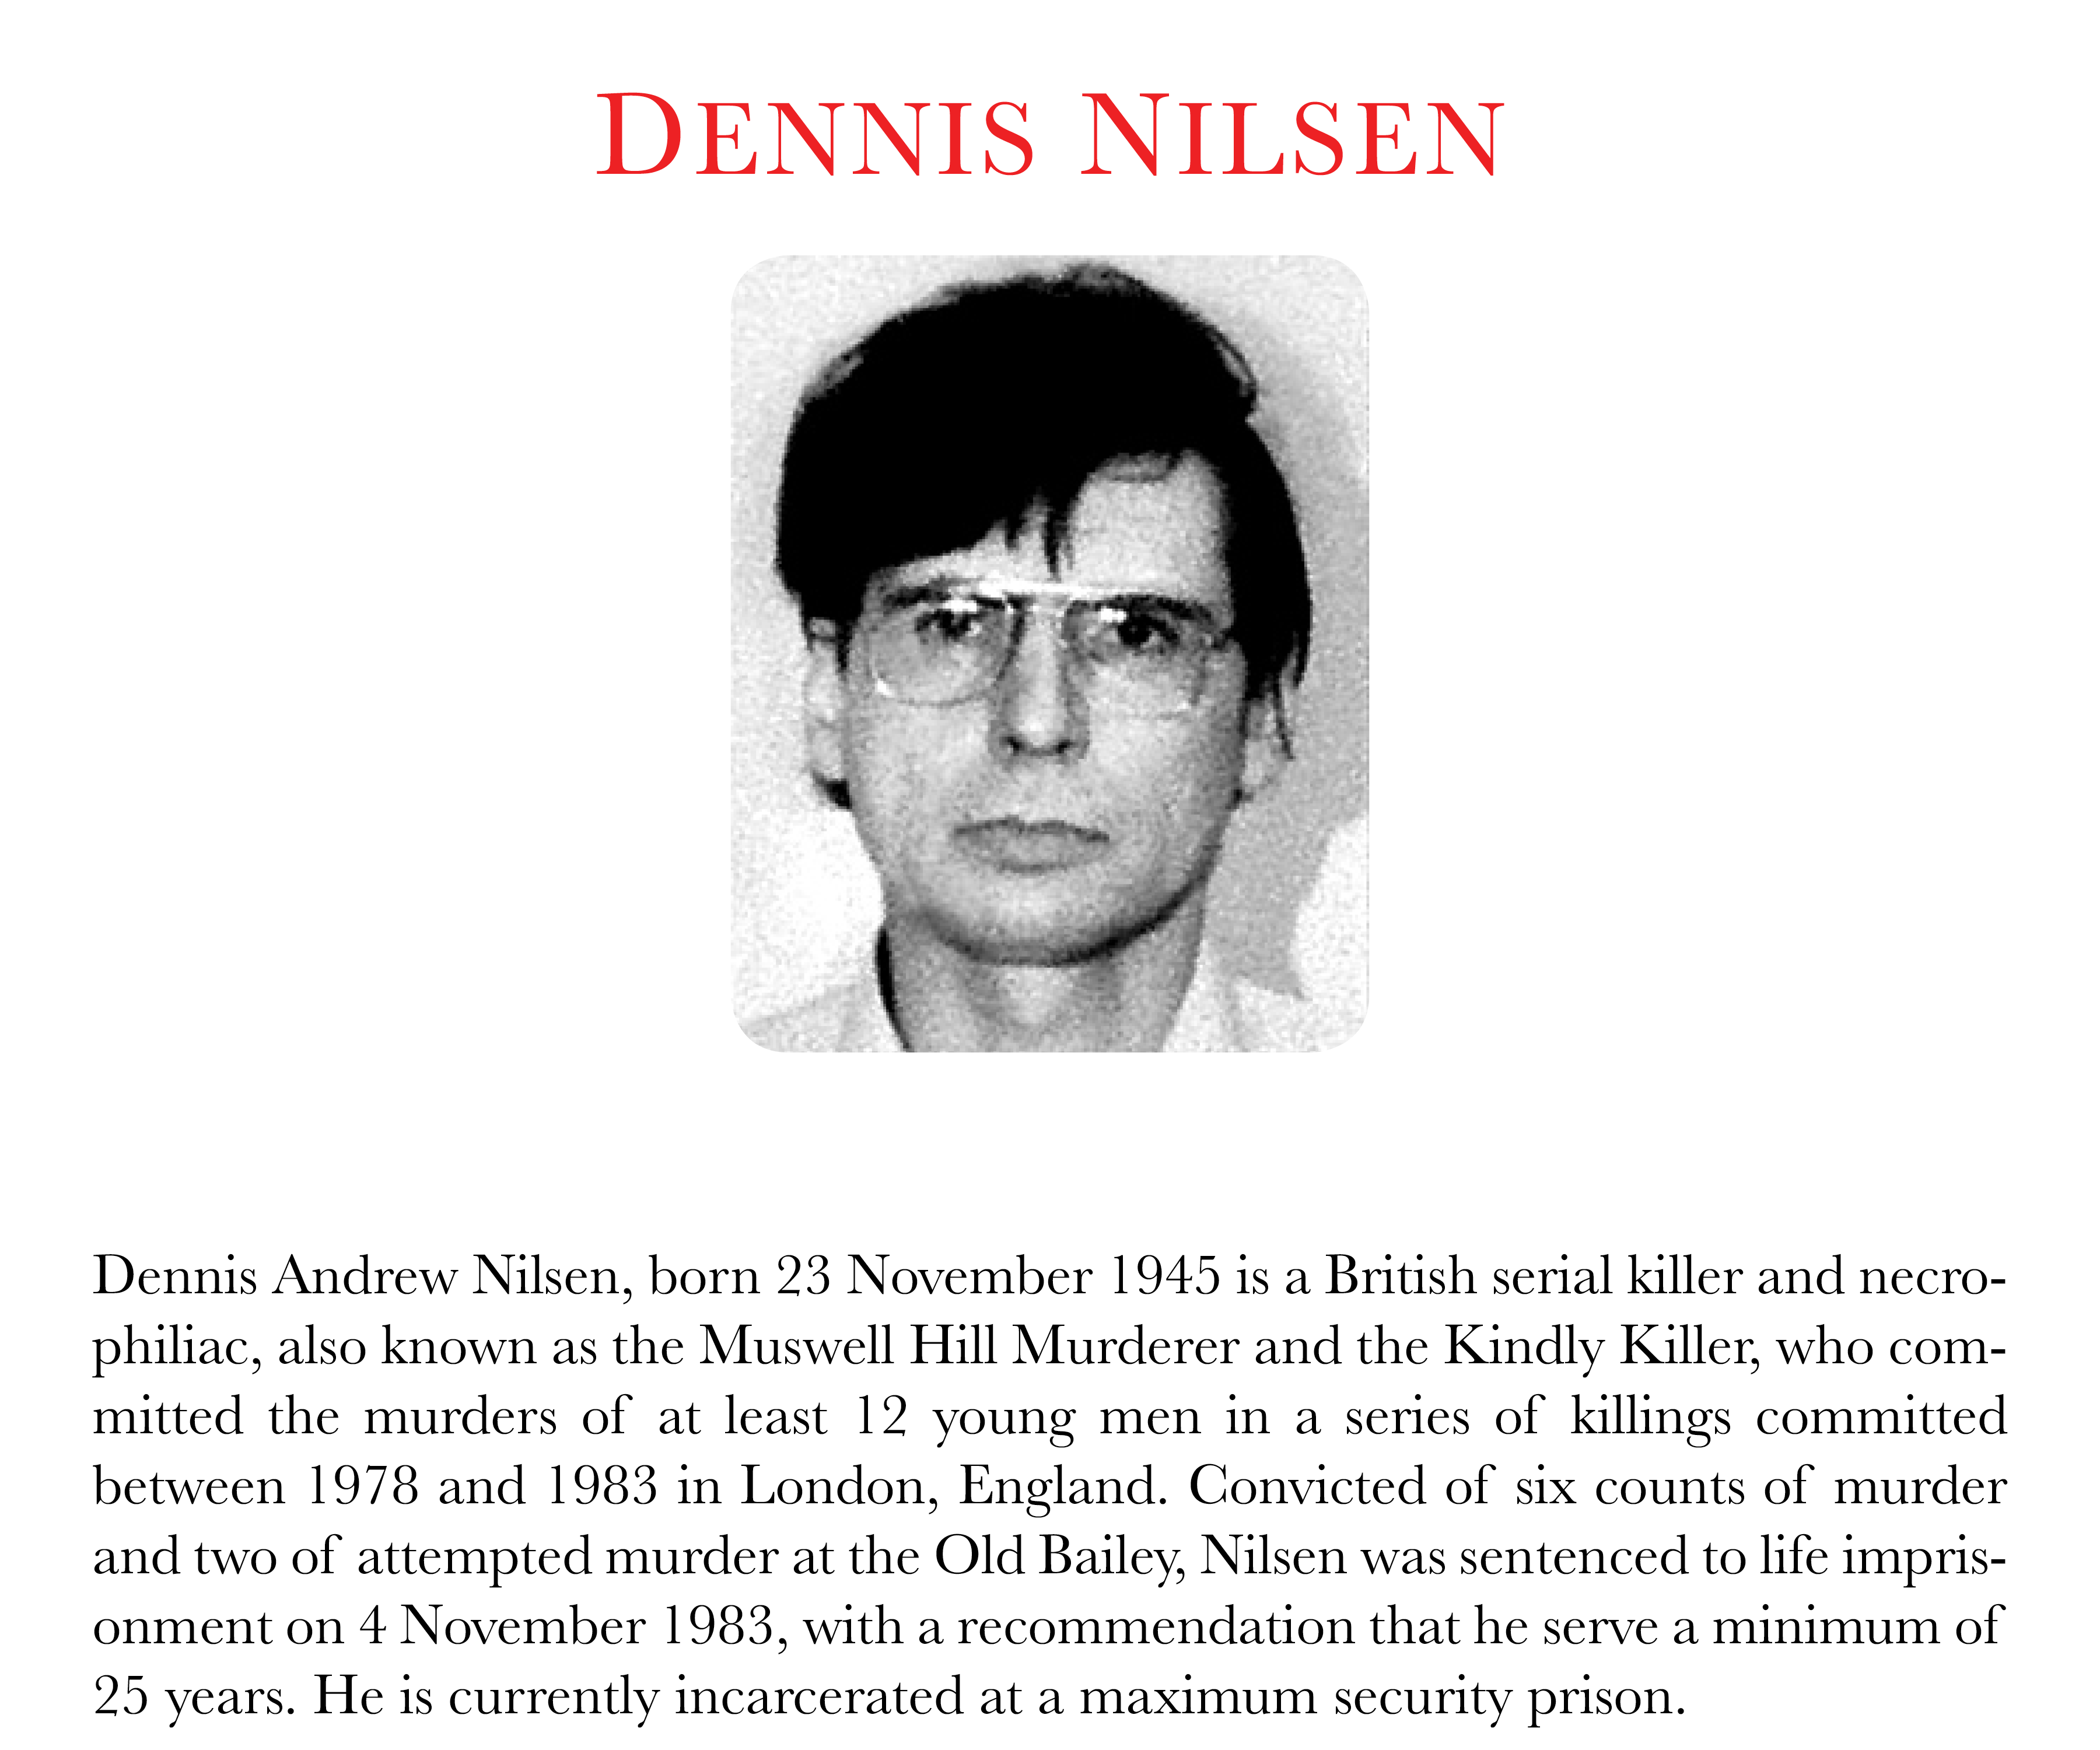 DENNIS NILSEN
Dennis Andrew Nilsen, born 23 November 1945 is a British serial killer and necro-
philiac, also known as the Muswell Hill Murderer and the Kindly Killer, who com-
mitted the murders of at least 12 young men in a series of killings committed
between 1978 and 1983 in London, England. Convicted of six counts of murder
and two of attempted murder at the Old Bailey, Nilsen was sentenced to life impris-
onment on 4 November 1983, with a recommendation that he serve a minimum of
25 years. He is currently incarcerated at a maximum security prison.